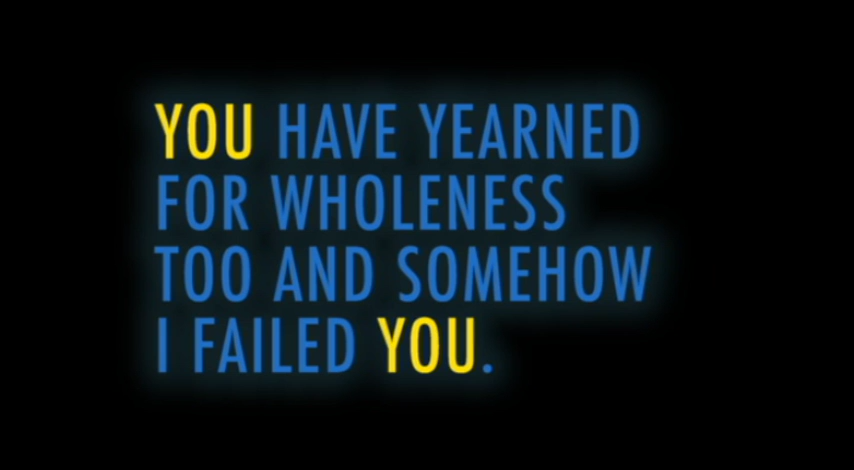 YOU HAVE YEARNED
FOR WHOLENESS
TOO AND SOMEHOW
I FAILED YOU.